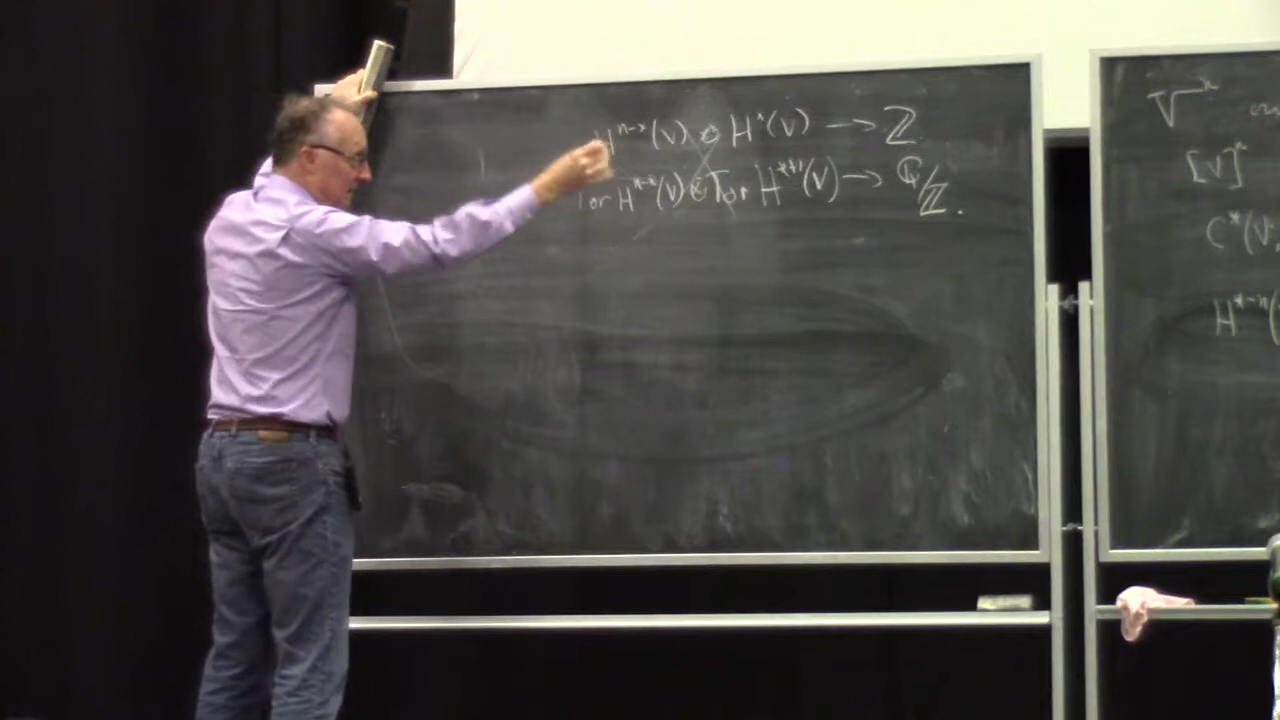 H^{n-*}(V) ⊗ H^*(V) → ℤ
Tor H^{n-*}(V) ⊗ Tor H^{*+1}(V) → ℚ/ℤ.
V^n
[V]^n
C^*(V;
H^{*-n}(